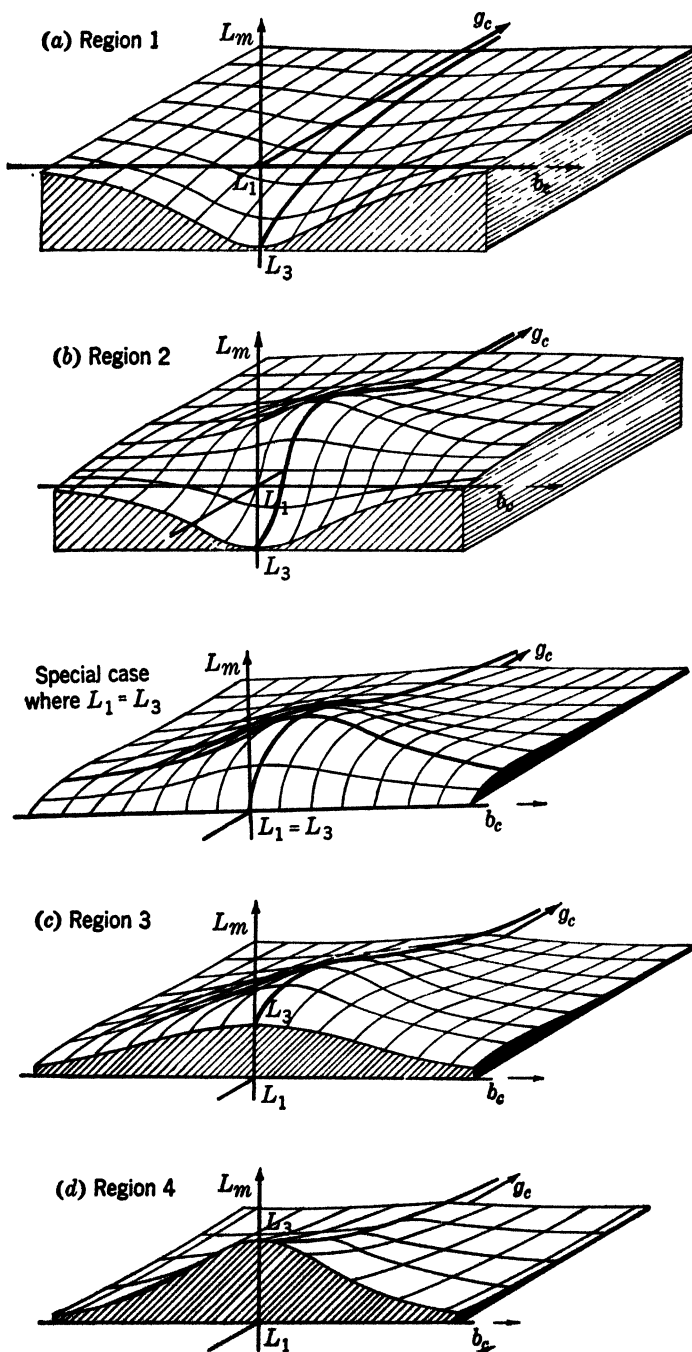 (a) Region 1
L_m
g_c
L_1
b_c
L_3
(b) Region 2
L_m
g_c
L_1
b_c
L_3
Special case
where L_1 = L_3
L_m
g_c
L_1 = L_3
b_c
(c) Region 3
L_m
g_c
L_3
L_1
b_c
(d) Region 4
L_m
g_c
L_3
L_1
b_c